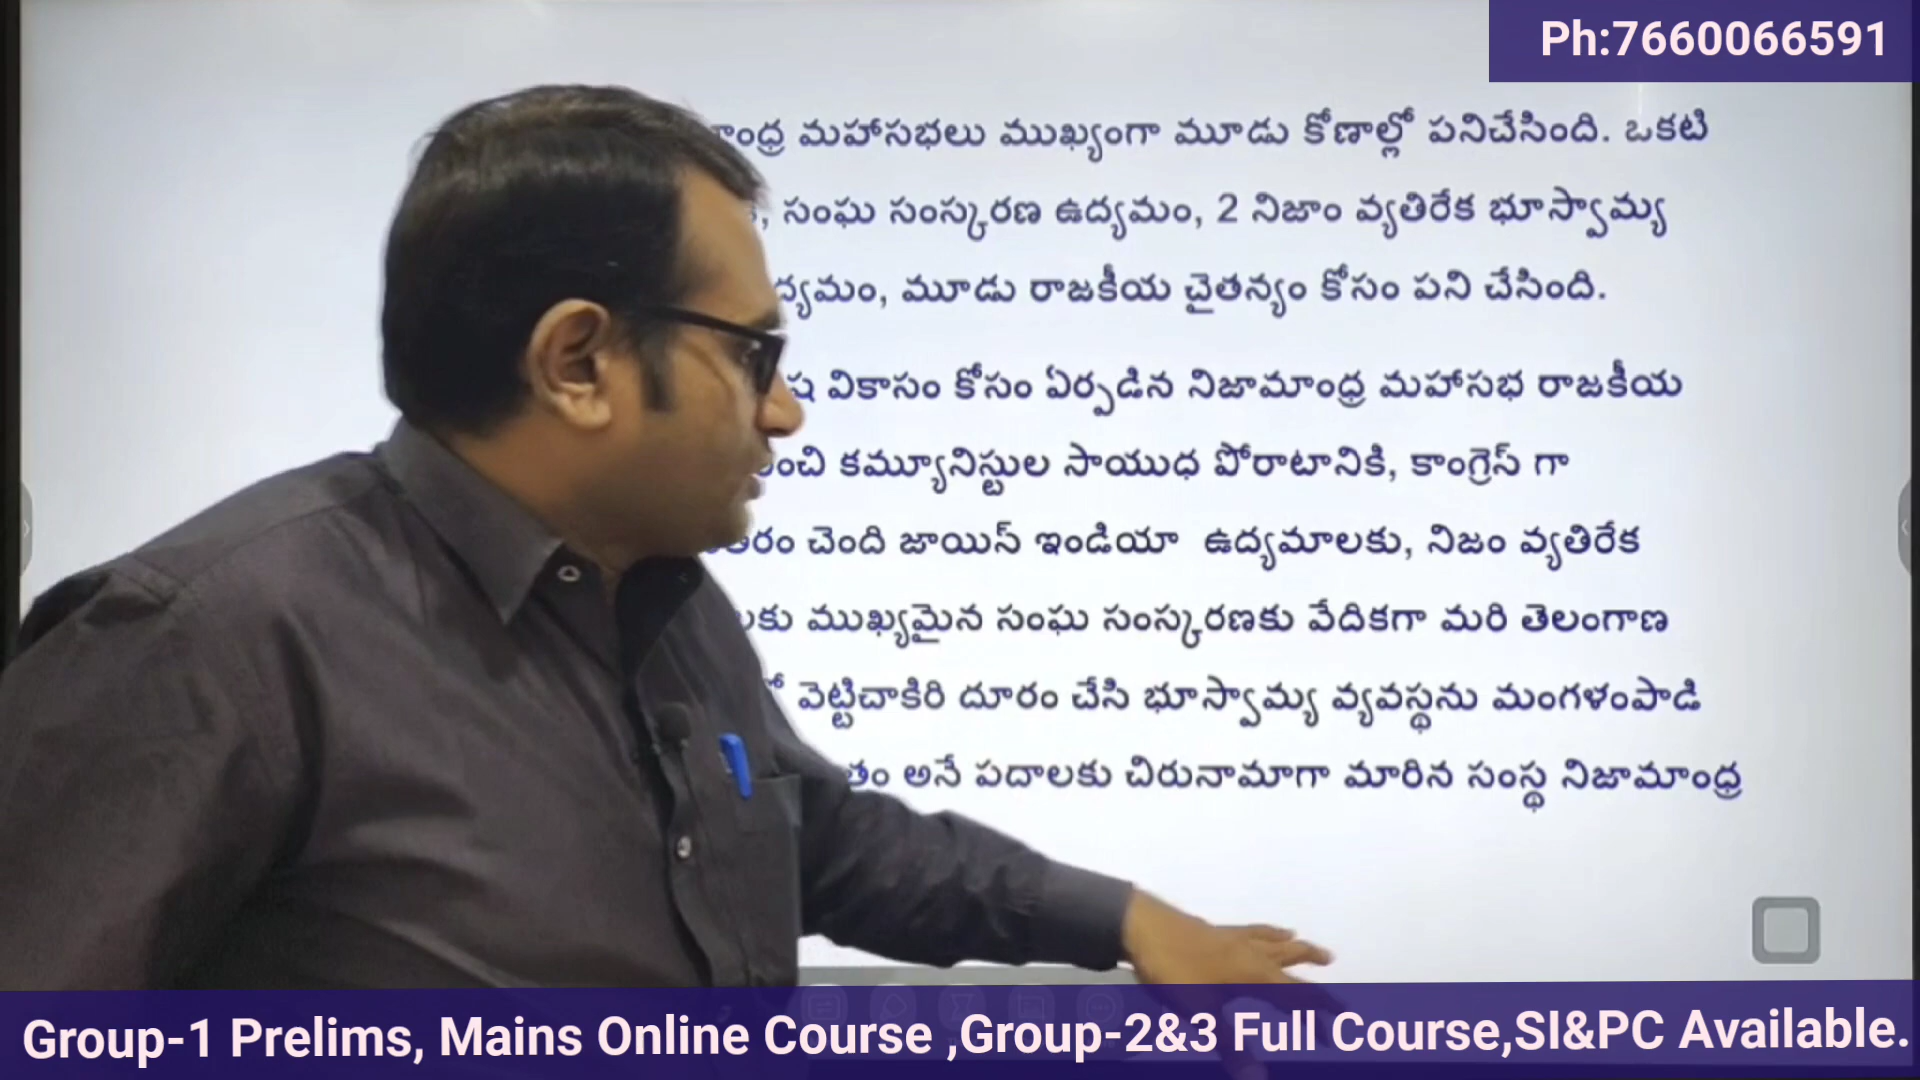 Ph:7660066591
మహాసభలు ముఖ్యంగా మూడు కోణాల్లో పనిచేసింది. ఒకటి
సంఘ సంస్కరణ ఉద్యమం, 2 నిజాం వ్యతిరేక భూస్వామ్య
మూడు రాజకీయ చైతన్యం కోసం పని చేసింది.
వికాసం కోసం ఏర్పడిన నిజామాంధ్ర మహాసభ రాజకీయ
కమ్యూనిస్టుల సాయుధ పోరాటానికి, కాంగ్రెస్ గా
చెంది జాయిన్ ఇండియా ఉద్యమాలకు, నిజం వ్యతిరేక
ముఖ్యమైన సంఘ సంస్కరణకు వేదికగా మరి తెలంగాణ
వెట్టిచాకిరి దూరం చేసి భూస్వామ్య వ్యవస్థను మంగళంపాడి
అనే పదాలకు చిరునామాగా మారిన సంస్థ నిజామాంధ్ర
Group-1 Prelims, Mains Online Course ,Group-2&3 Full Course,SI&PC Available.